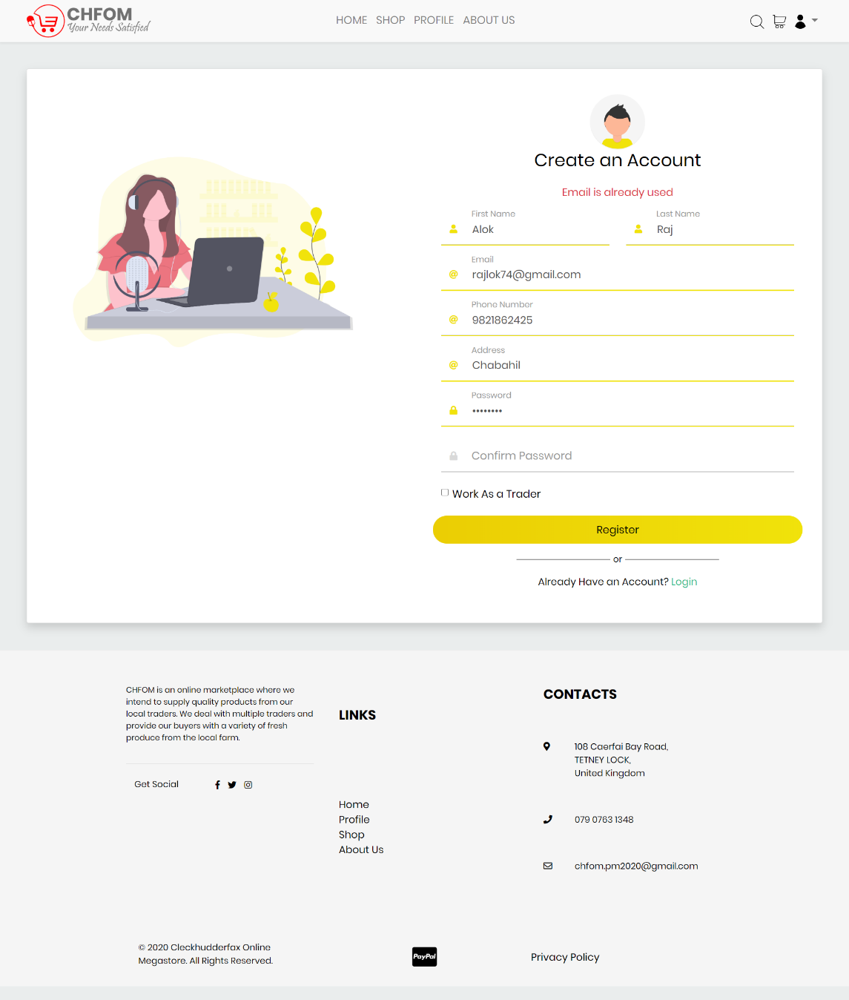 CHFOM
Your Needs Satisfied
HOME SHOP PROFILE ABOUT US
Create an Account
Email is already used
First Name
Alok
Last Name
Raj
Email
rajlok74@gmail.com
Phone Number
9821862425
Address
Chabahil
Password
••••••••
Confirm Password
Work As a Trader
Register
or
Already Have an Account? Login
CHFOM is an online marketplace where we
intend to supply quality products from our
local traders. We deal with multiple traders and
provide our buyers with a variety of fresh
produce from the local farm.
Get Social
LINKS
Home
Profile
Shop
About Us
CONTACTS
108 Caerfai Bay Road,
TETNEY LOCK,
United Kingdom
079 0763 1348
chfom.pm2020@gmail.com
© 2020 Cleckhudderfax Online
Megastore. All Rights Reserved.
PayPal
Privacy Policy